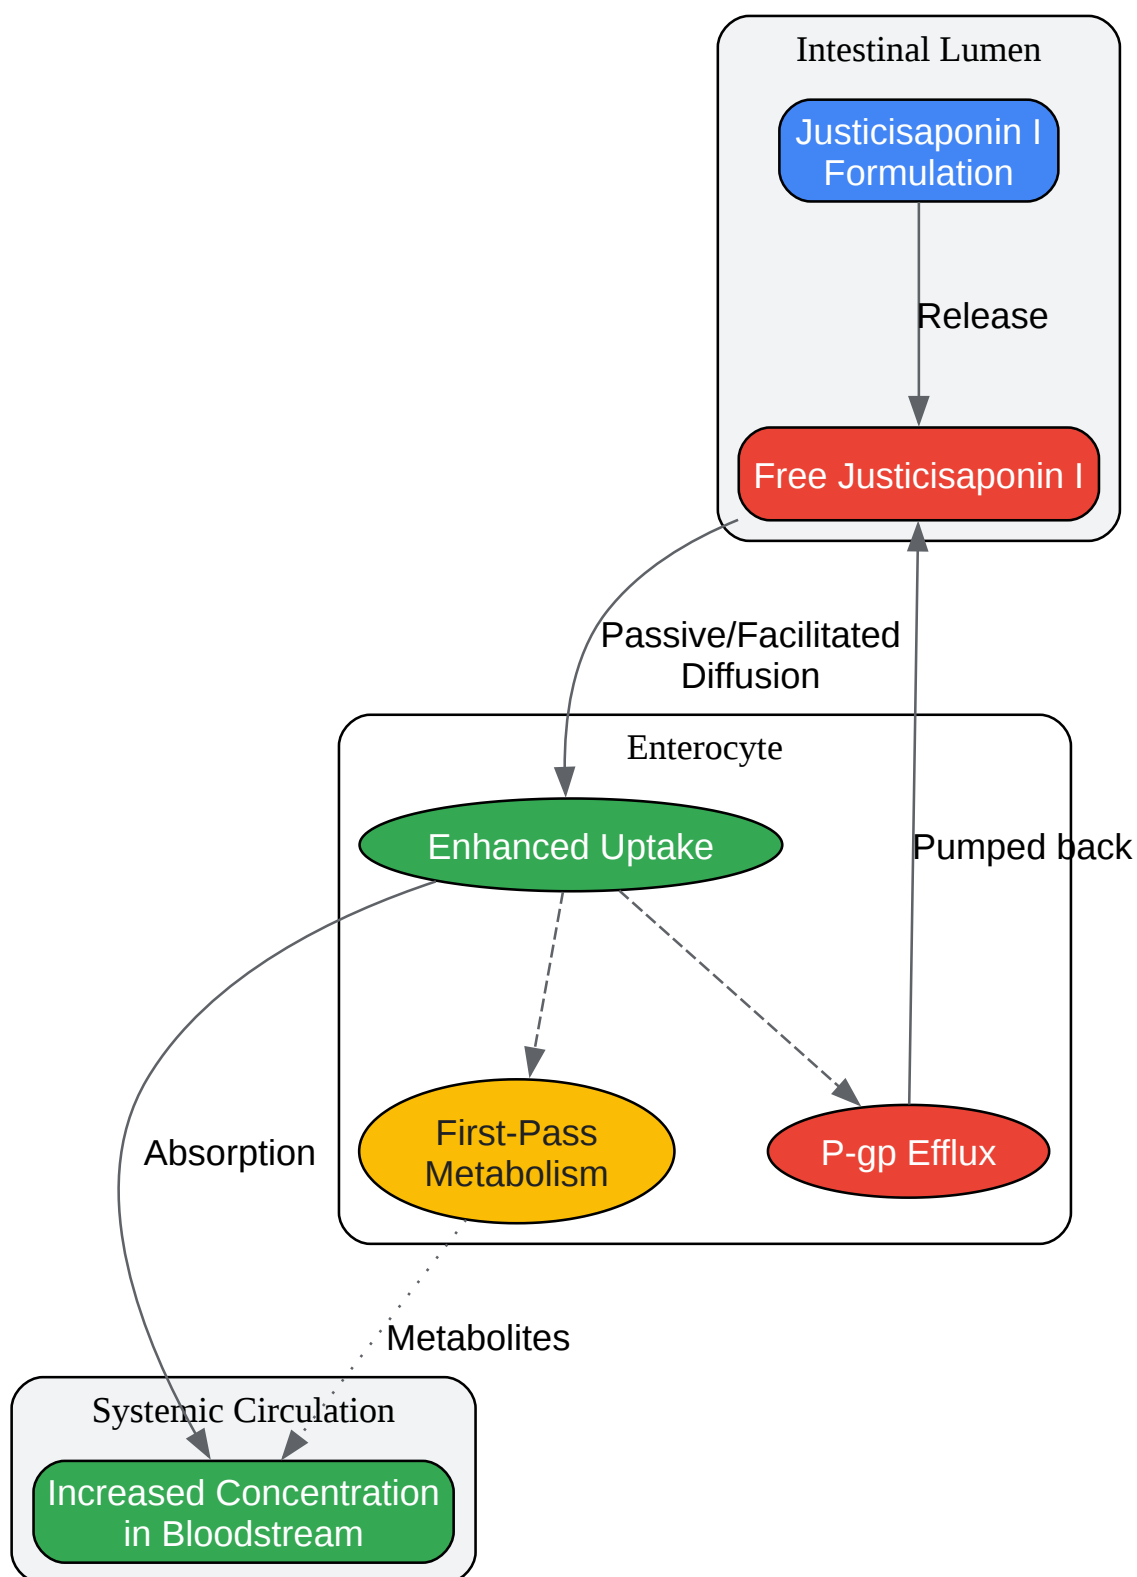 Intestinal Lumen
Justicisaponin I
Formulation
Release
Free Justicisaponin I
Passive/Facilitated
Diffusion
Enterocyte
Enhanced Uptake
Pumped back
First-Pass
Metabolism
P-gp Efflux
Absorption
Metabolites
Systemic Circulation
Increased Concentration
in Bloodstream